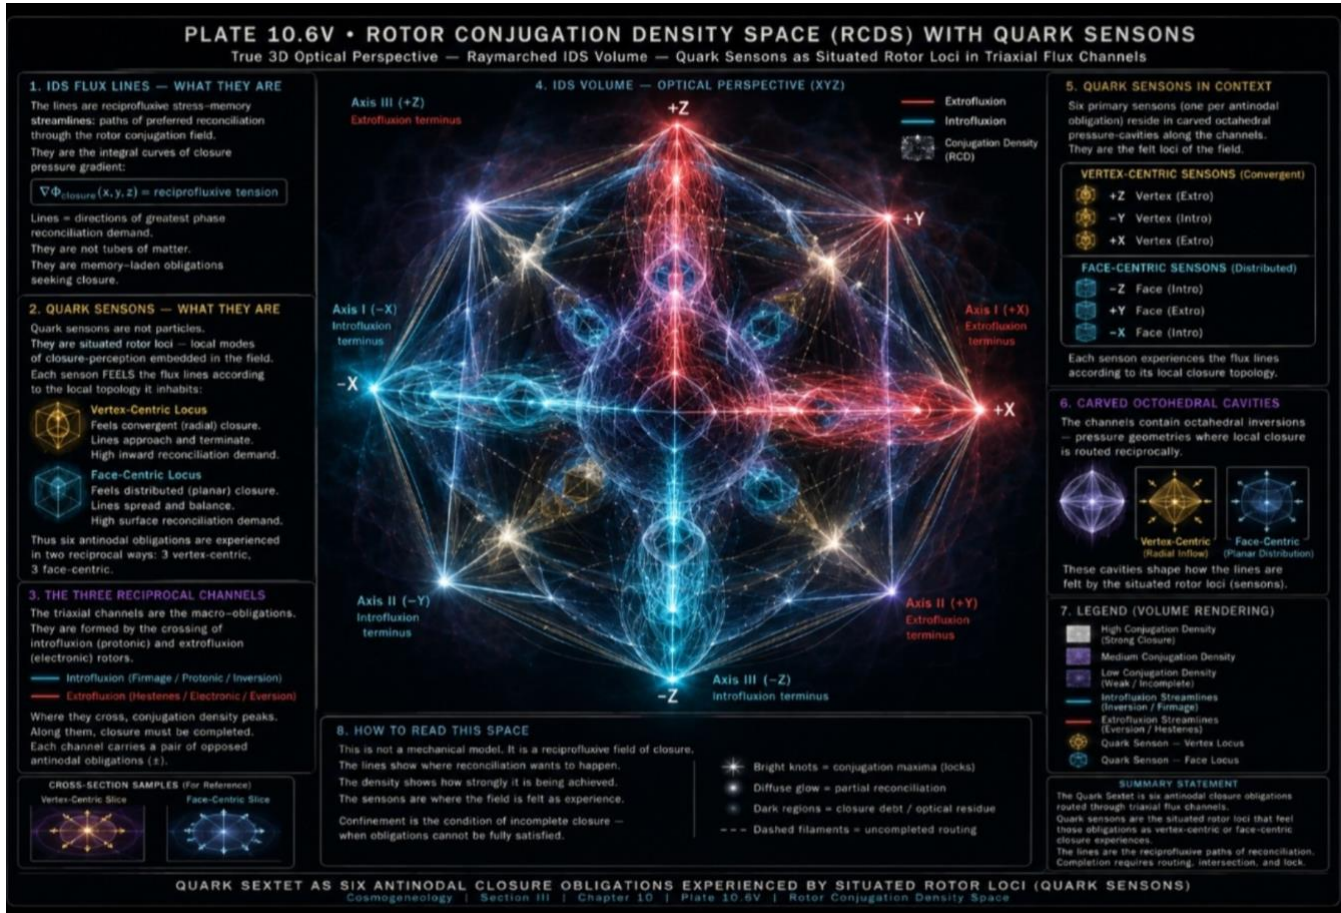 PLATE 10.6V • ROTOR CONJUGATION DENSITY SPACE (RCDS) WITH QUARK SENSONS
True 3D Optical Perspective — Raymarched IDS Volume — Quark Sensons as Situated Rotor Loci in Triaxial Flux Channels
1. IDS FLUX LINES — WHAT THEY ARE
The lines are reciprofluxive stress-memory
streamlines: paths of preferred reconciliation
through the rotor conjugation field.
They are the integral curves of closure
pressure gradient:
∇Φclosure(x,y,z) = reciprofluxive tension
Lines = directions of greatest phase
reconciliation demand.
They are not tubes of matter.
They are memory-laden obligations
seeking closure.
2. QUARK SENSONS — WHAT THEY ARE
Quark sensons are not particles.
They are situated rotor loci — local modes
of closure-perception embedded in the field.
Each senson FEELS the flux lines according
to the local topology it inhabits:
Vertex-Centric Locus
Feels convergent (radial) closure.
Lines approach and terminate.
High inward reconciliation demand.
Face-Centric Locus
Feels distributed (planar) closure.
Lines spread and balance.
High surface reconciliation demand.
Thus six antinodal obligations are experienced
in two reciprocal ways: 3 vertex-centric,
3 face-centric.
3. THE THREE RECIPROCAL CHANNELS
The triaxial channels are the macro-obligations.
They are formed by the crossing of
introfluxion (protonic) and extrofluxion
(electronic) rotors.
Introfluxion (Firmage / Protonic / Inversion)
Extrofluxion (Hestenes / Electronic / Eversion)
Where they cross, conjugation density peaks.
Along them, closure must be completed.
Each channel carries a pair of opposed
antinodal obligations (±).
CROSS-SECTION SAMPLES (For Reference)
Vertex-Centric Slice
Face-Centric Slice
4. IDS VOLUME — OPTICAL PERSPECTIVE (XYZ)
Axis III (+Z)
Extrofluxion terminus
+Z
Extrofluxion
Introfluxion
Conjugation Density
(RCD)
+Y
Axis I (−X)
Introfluxion
terminus
Axis I (+X)
Extrofluxion
terminus
−X
+X
Axis II (−Y)
Introfluxion
terminus
Axis II (+Y)
Extrofluxion
terminus
−Z
Axis III (−Z)
Introfluxion terminus
8. HOW TO READ THIS SPACE
This is not a mechanical model. It is a reciprofluxive field of closure.
The lines show where reconciliation wants to happen.
The density shows how strongly it is being achieved.
The sensons are where the field is felt as experience.
Confinement is the condition of incomplete closure —
when obligations cannot be fully satisfied.
Bright knots = conjugation maxima (locks)
Diffuse glow = partial reconciliation
Dark regions = closure debt / optical residue
Dashed filaments = uncompleted routing
5. QUARK SENSONS IN CONTEXT
Six primary sensons (one per antinodal
obligation) reside in carved octahedral
pressure-cavities along the channels.
They are the felt loci of the field.
VERTEX-CENTRIC SENSONS (Convergent)
+Z Vertex (Extro)
−Y Vertex (Intro)
+X Vertex (Extro)
FACE-CENTRIC SENSONS (Distributed)
−Z Face (Intro)
+Y Face (Extro)
−X Face (Intro)
Each senson experiences the flux lines
according to its local closure topology.
6. CARVED OCTOHEDRAL CAVITIES
The channels contain octahedral inversions
— pressure geometries where local closure
is routed reciprocally.
Vertex-Centric
(Radial Inflow)
Face-Centric
(Planar Distribution)
These cavities shape how the lines are
felt by the situated rotor loci (sensons).
7. LEGEND (VOLUME RENDERING)
High Conjugation Density
(Strong Closure)
Medium Conjugation Density
Low Conjugation Density
(Weak / Incomplete)
Introfluxion Streamlines
(Inversion / Firmage)
Extrofluxion Streamlines
(Eversion / Hestenes)
Quark Senson — Vertex Locus
Quark Senson — Face Locus
SUMMARY STATEMENT
The Quark Sextet is six antinodal closure obligations
routed through triaxial flux channels.
Quark sensons are the situated rotor loci that feel
those obligations as vertex-centric or face-centric
closure experiences.
The lines are the reciprofluxive paths of reconciliation.
Completion requires routing, intersection, and lock.
QUARK SEXTET AS SIX ANTINODAL CLOSURE OBLIGATIONS EXPERIENCED BY SITUATED ROTOR LOCI (QUARK SENSONS)
Cosmogeneology | Section III | Chapter 10 | Plate 10.6V | Rotor Conjugation Density Space